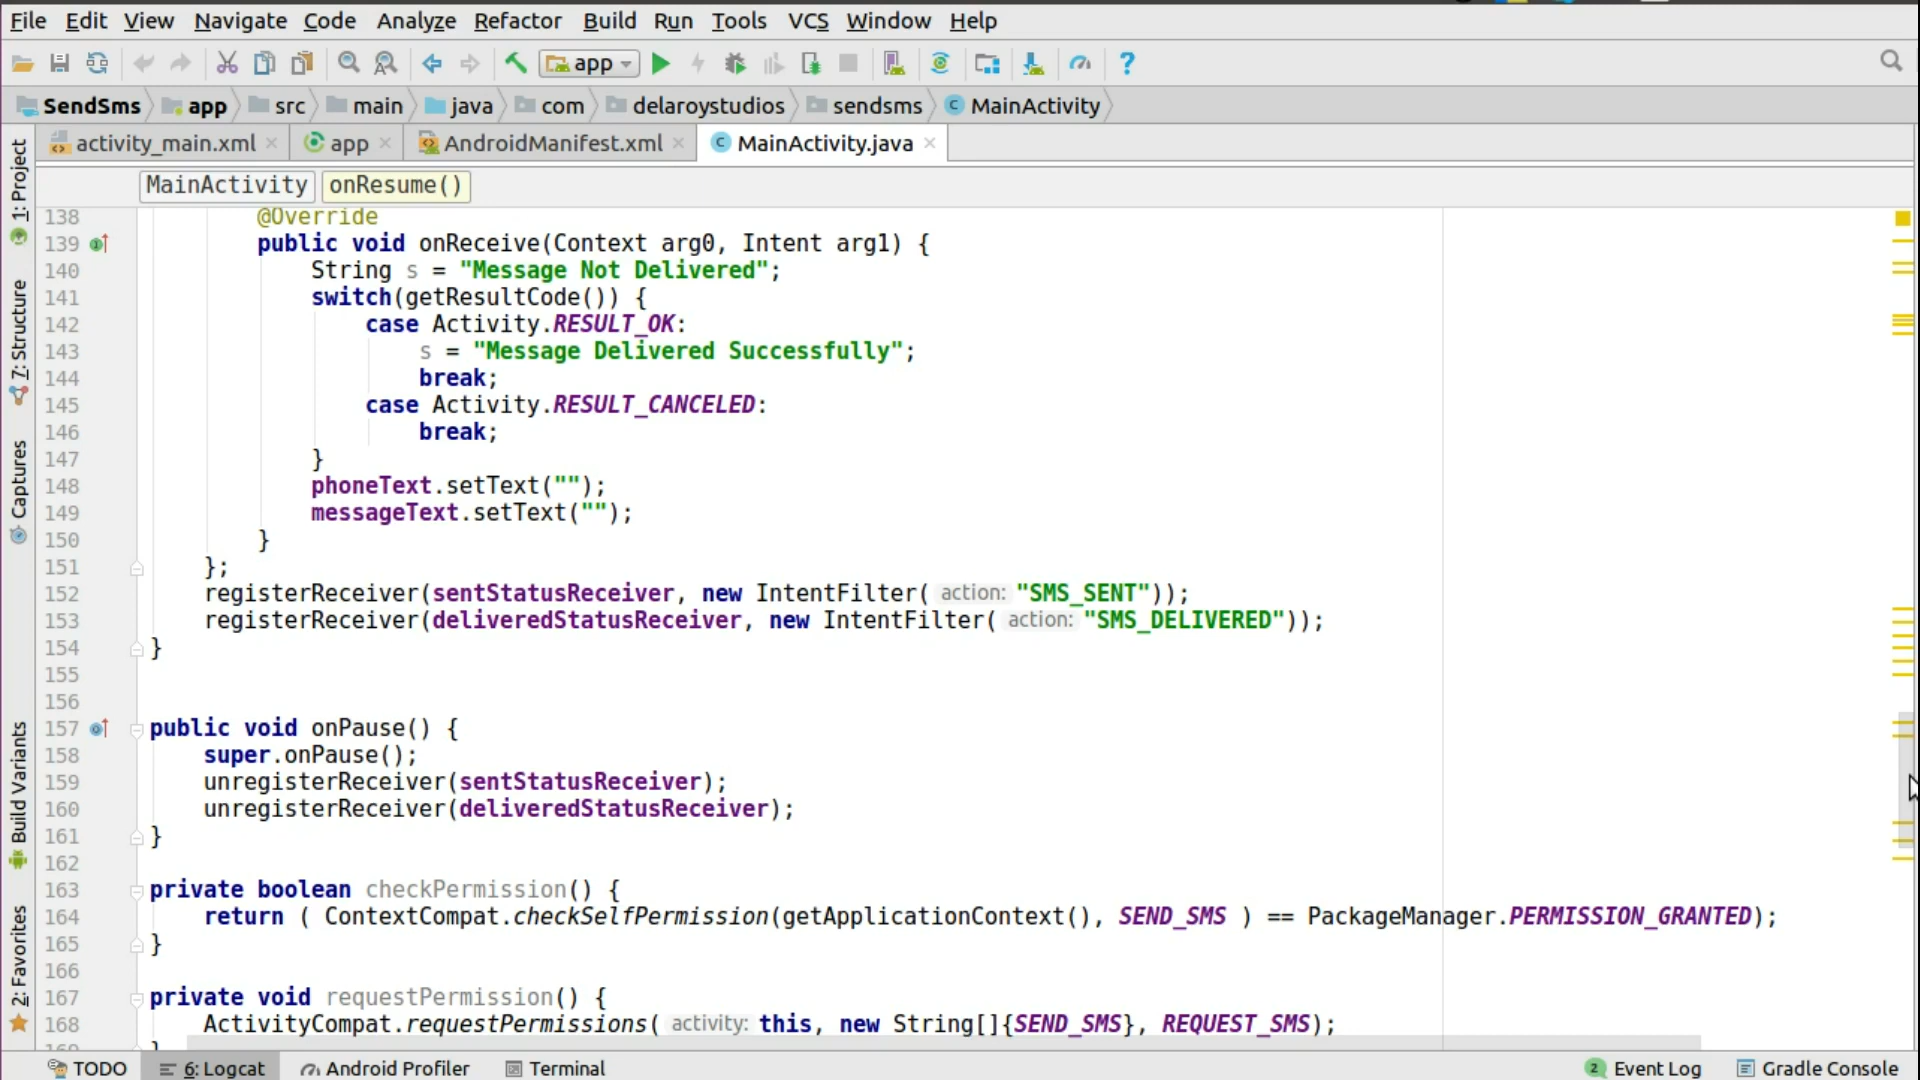 File Edit View Navigate Code Analyze Refactor Build Run Tools VCS Window Help
app
SendSms app src main java com delaroystudios sendsms MainActivity
activity_main.xml app AndroidManifest.xml MainActivity.java
MainActivity onResume()
1: Project
7: Structure
Captures
Build Variants
2: Favorites
138 @Override
139 public void onReceive(Context arg0, Intent arg1) {
140 String s = "Message Not Delivered";
141 switch(getResultCode()) {
142 case Activity.RESULT_OK:
143 s = "Message Delivered Successfully";
144 break;
145 case Activity.RESULT_CANCELED:
146 break;
147 }
148 phoneText.setText("");
149 messageText.setText("");
150 }
151 };
152 registerReceiver(sentStatusReceiver, new IntentFilter( action: "SMS_SENT"));
153 registerReceiver(deliveredStatusReceiver, new IntentFilter( action: "SMS_DELIVERED"));
154 }
155
156
157 public void onPause() {
158 super.onPause();
159 unregisterReceiver(sentStatusReceiver);
160 unregisterReceiver(deliveredStatusReceiver);
161 }
162
163 private boolean checkPermission() {
164 return ( ContextCompat.checkSelfPermission(getApplicationContext(), SEND_SMS ) == PackageManager.PERMISSION_GRANTED);
165 }
166
167 private void requestPermission() {
168 ActivityCompat.requestPermissions( activity: this, new String[]{SEND_SMS}, REQUEST_SMS);
TODO 6: Logcat Android Profiler Terminal 2 Event Log Gradle Console